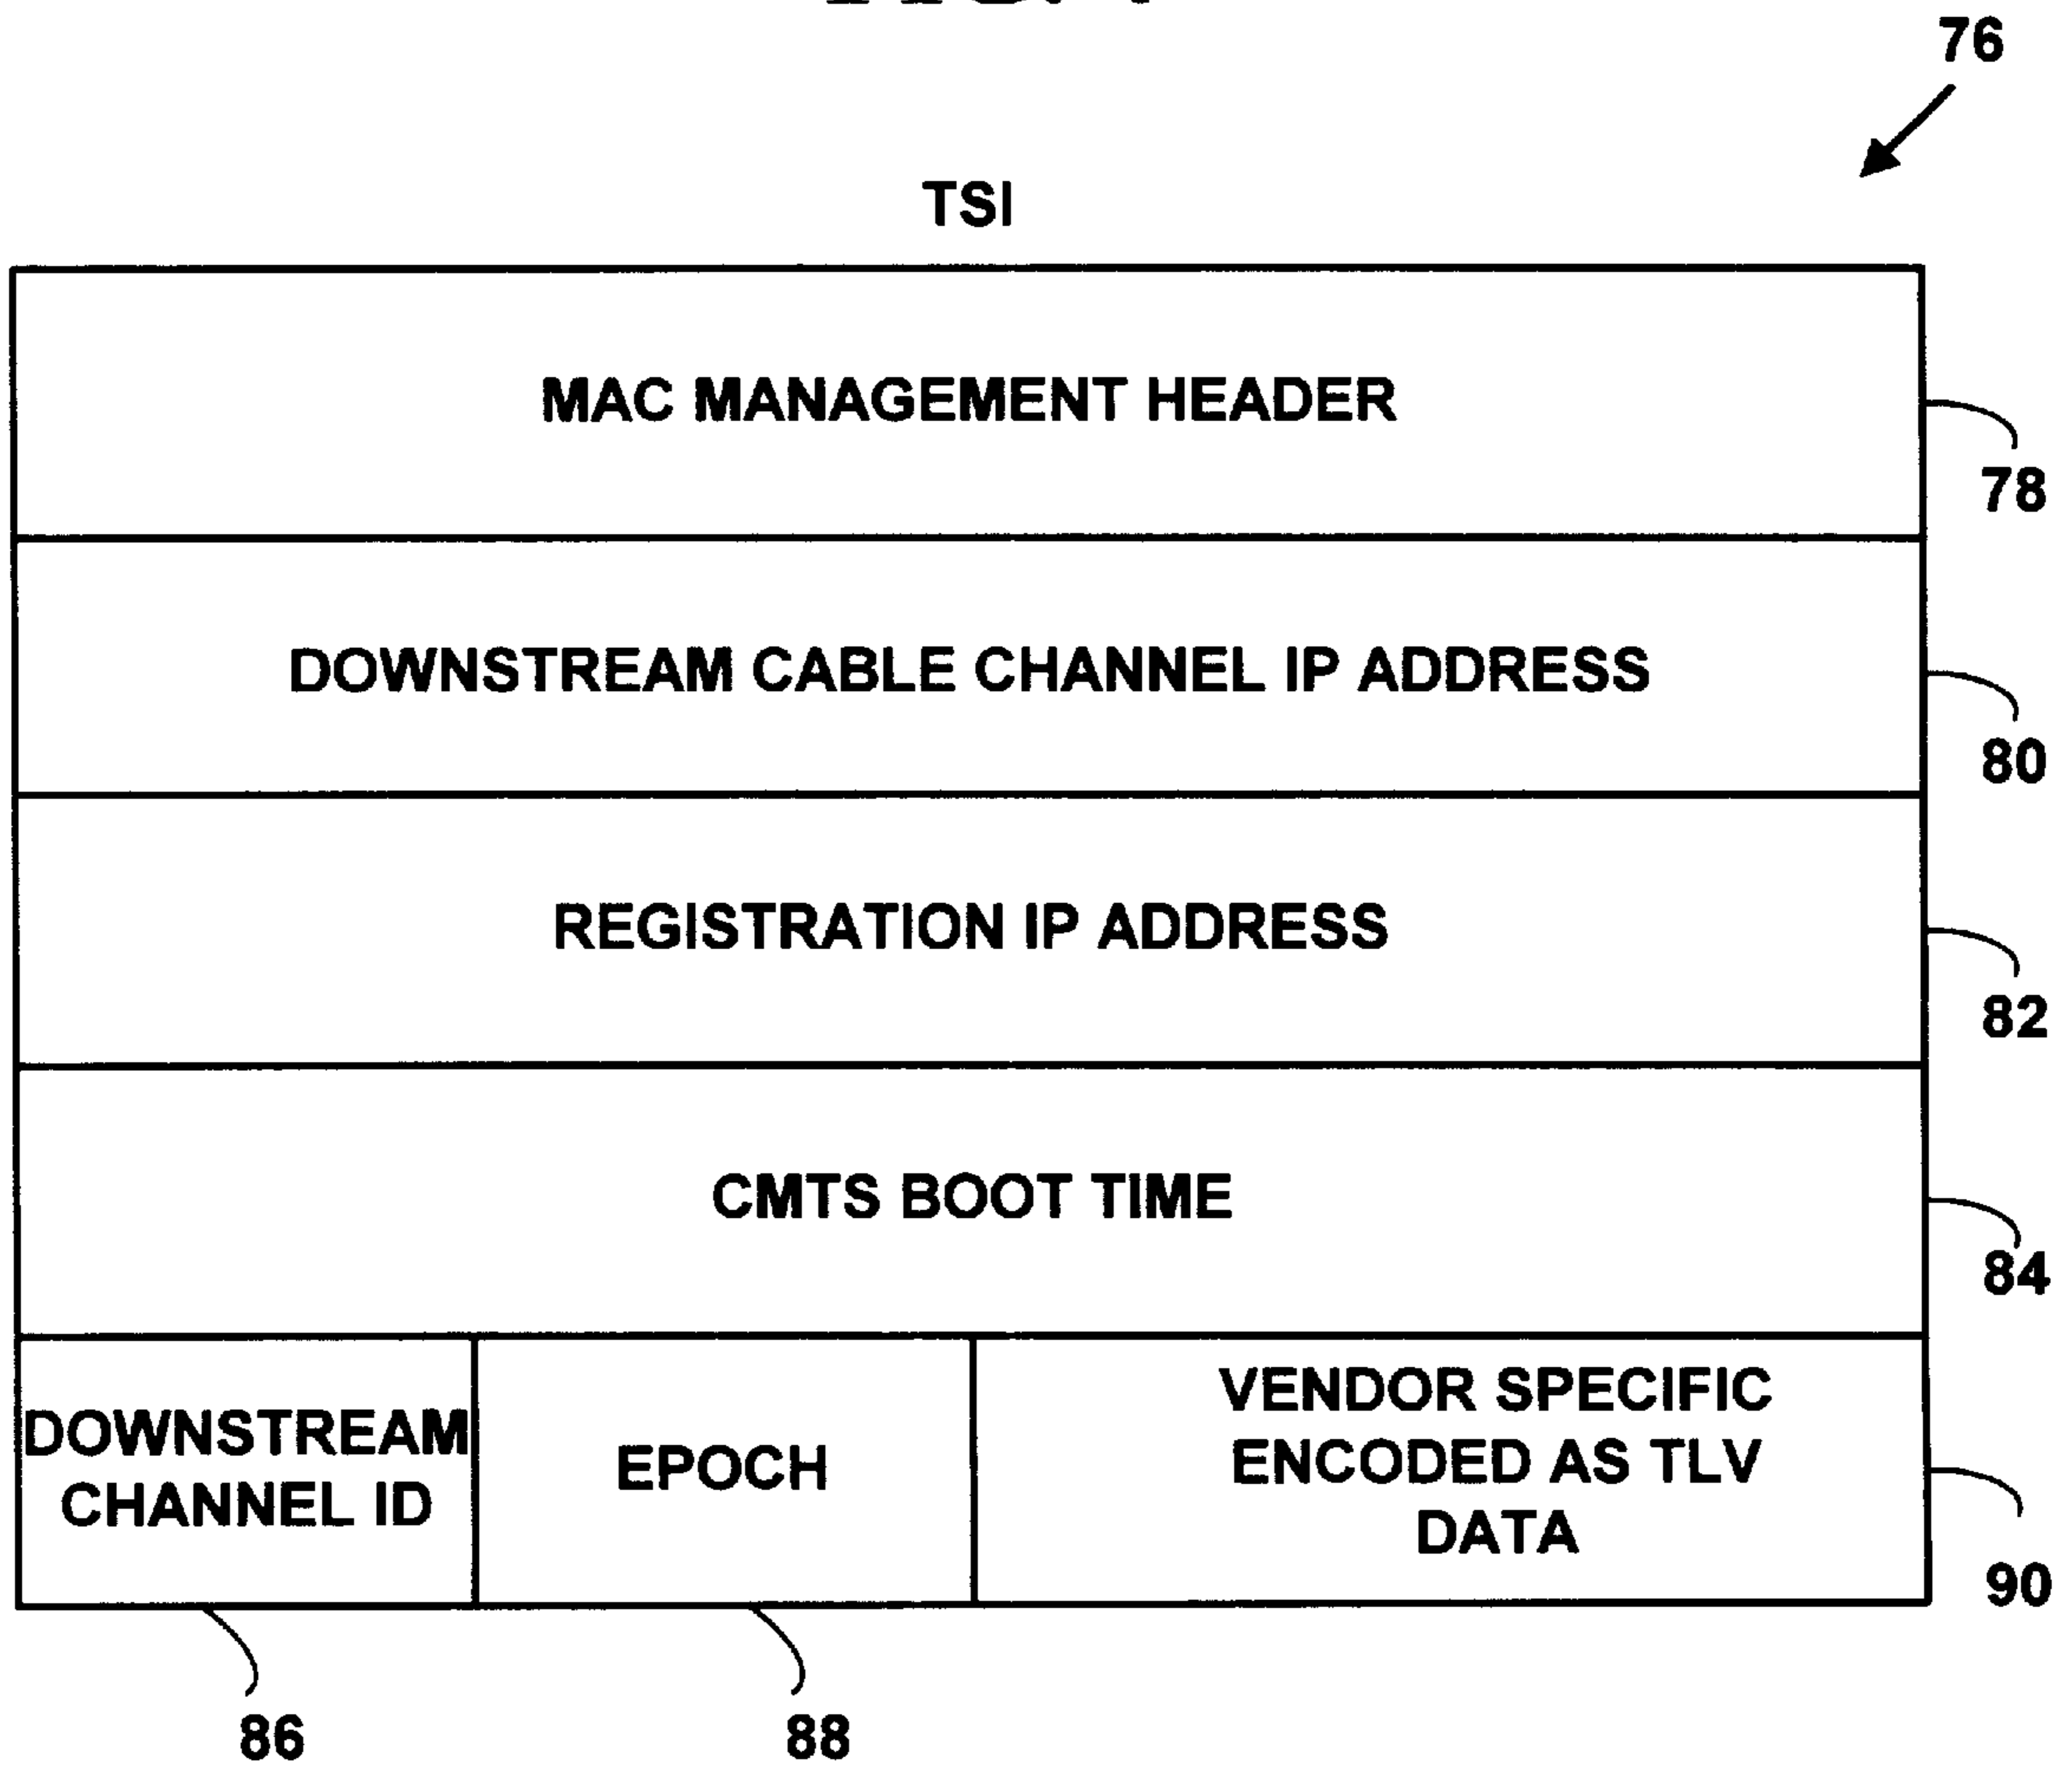 76
TSI
MAC MANAGEMENT HEADER
78
DOWNSTREAM CABLE CHANNEL IP ADDRESS
80
REGISTRATION IP ADDRESS
82
CMTS BOOT TIME
84
DOWNSTREAM
CHANNEL ID
EPOCH
VENDOR SPECIFIC
ENCODED AS TLV
DATA
90
86
88